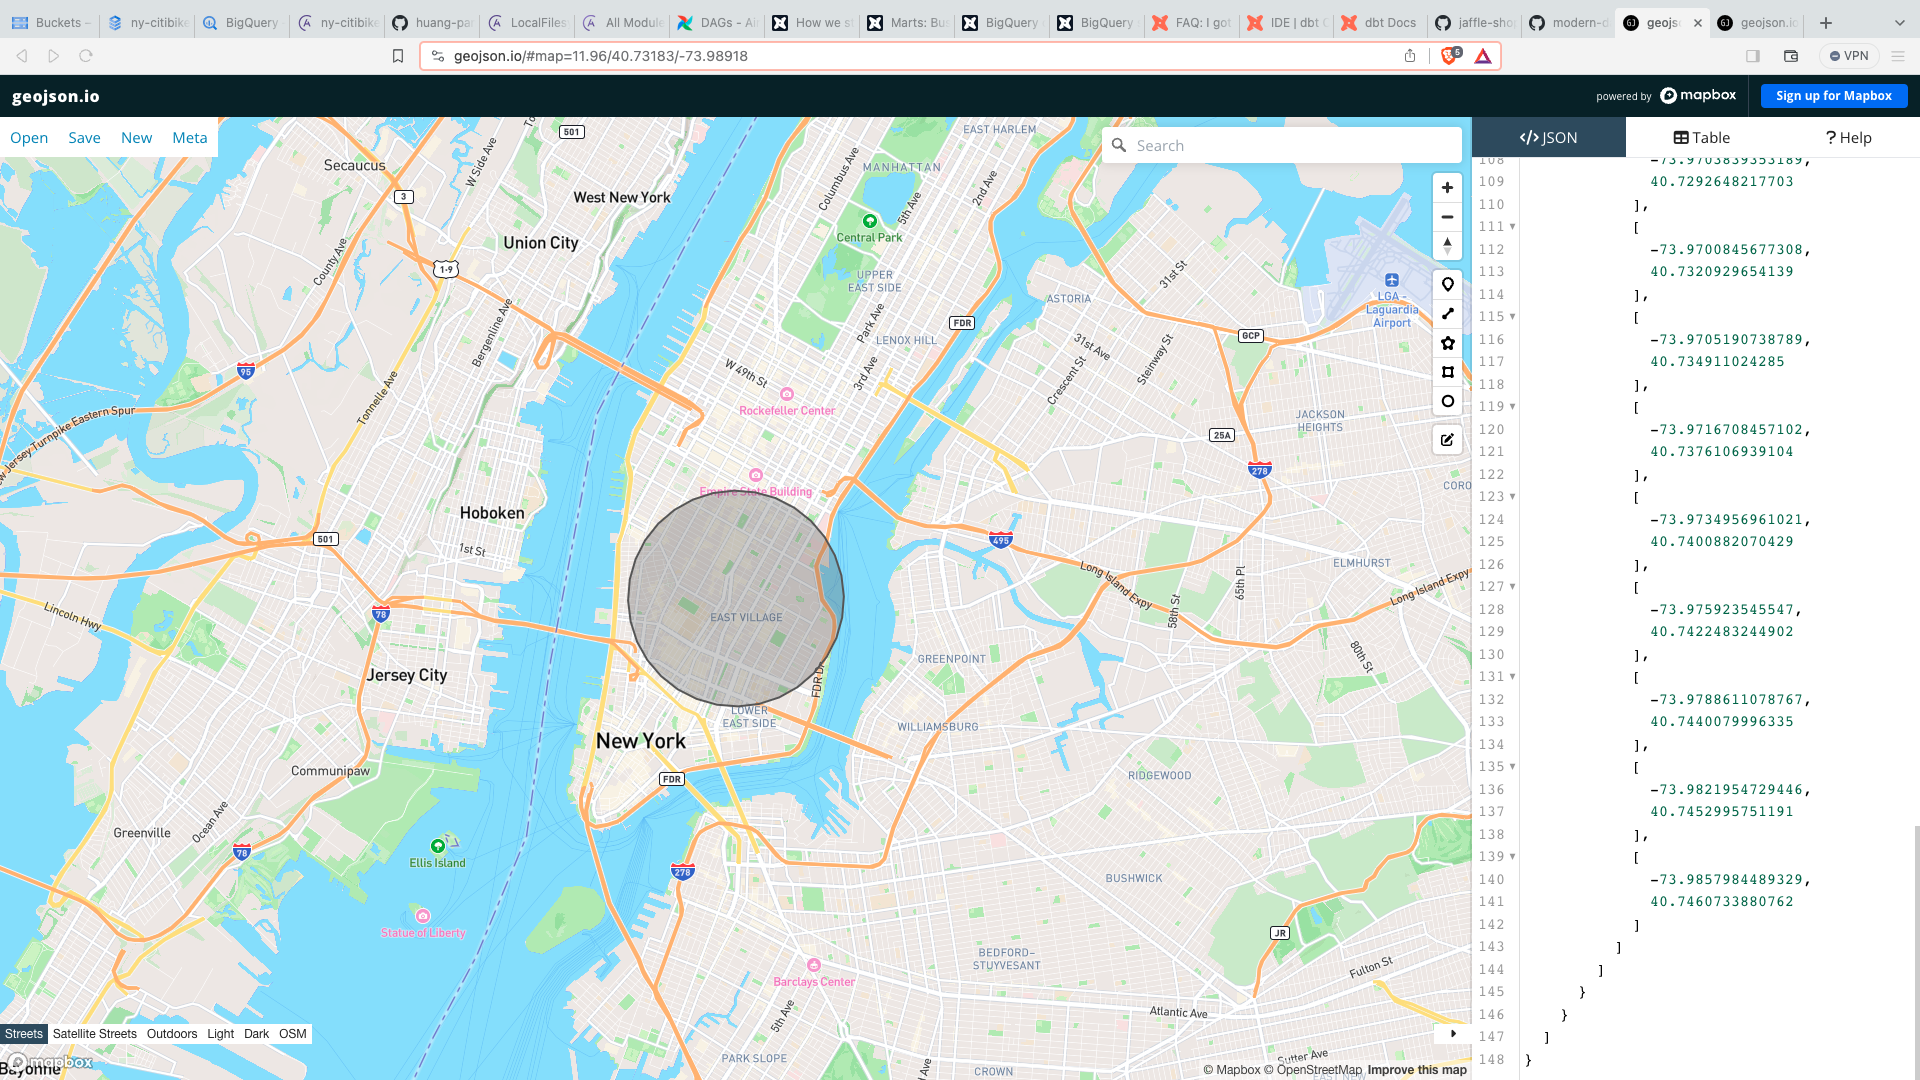 Buckets –
ny-citibike
BigQuery –
ny-citibike
huang-pa
LocalFiles
All Module
DAGs - Ai
How we s
Marts: Bu
BigQuery
BigQuery
FAQ: I got
IDE | dbt
dbt Docs
jaffle-sho
modern-d
geojs
geojson.io
geojson.io/#map=11.96/40.73183/-73.98918
5
VPN
geojson.io
powered by mapbox
Sign up for Mapbox
Open Save New Meta
Search
</> JSON
Table
? Help
501
Secaucus
3
West New York
Union City
1-9
County Ave
W Side Ave
Bergenline Ave
Tonnelle Ave
95
New Jersey Turnpike Eastern Spur
501
Hoboken
1st St
Lincoln Hwy
78
Jersey City
Communipaw
Greenville
Ocean Ave
78
Ellis Island
Statue of Liberty
EAST HARLEM
MANHATTAN
Columbus Ave
5th Ave
2nd Ave
Central Park
UPPER
EAST SIDE
Park Ave
FDR
LENOX HILL
3rd Ave
W 49th St
Rockefeller Center
Empire State Building
EAST VILLAGE
FDR Dr
LOWER
EAST SIDE
New York
FDR
278
ASTORIA
31st St
31st Ave
Crescent St
Steinway St
GCP
LGA -
Laguardia
Airport
JACKSON
HEIGHTS
25A
278
CORO
495
Long Island Expy
65th Pl
58th St
ELMHURST
Long Island Expy
80th St
GREENPOINT
WILLIAMSBURG
RIDGEWOOD
BUSHWICK
JR
BEDFORD-
STUYVESANT
Fulton St
Barclays Center
5th Ave
Atlantic Ave
PARK SLOPE
Sutter Ave
CROWN
EAST NEW
Bayonne
Streets Satellite Streets Outdoors Light Dark OSM
mapbox
© Mapbox © OpenStreetMap Improve this map
108 -73.9703839353189,
109 40.7292648217703
110 ],
111 [
112 -73.9700845677308,
113 40.7320929654139
114 ],
115 [
116 -73.9705190738789,
117 40.734911024285
118 ],
119 [
120 -73.9716708457102,
121 40.7376106939104
122 ],
123 [
124 -73.9734956961021,
125 40.7400882070429
126 ],
127 [
128 -73.975923545547,
129 40.7422483244902
130 ],
131 [
132 -73.9788611078767,
133 40.7440079996335
134 ],
135 [
136 -73.9821954729446,
137 40.7452995751191
138 ],
139 [
140 -73.9857984489329,
141 40.7460733880762
142 ]
143 ]
144 ]
145 }
146 }
147 ]
148 }